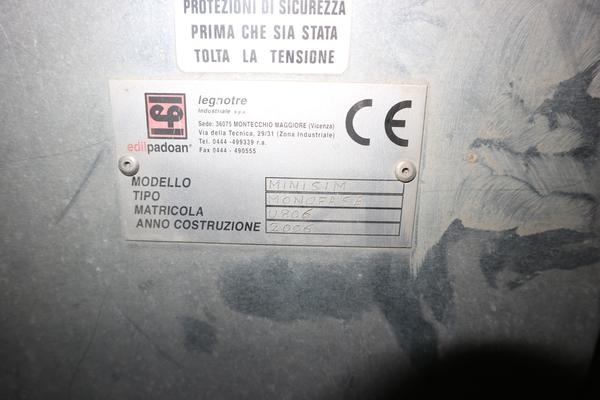 PROTEZIONI DI SICUREZZA
PRIMA CHE SIA STATA
TOLTA LA TENSIONE
legnotre
Industriale s.p.a.
CE
edilpadoan®
Sede: 36075 MONTECCHIO MAGGIORE (Vicenza)
Via della Tecnica, 29/31 (Zona Industriale)
Tel. 0444 -499339 r.a.
Fax 0444 - 490555
MODELLO MINISIM
TIPO MONOFASE
MATRICOLA 0806
ANNO COSTRUZIONE 2006